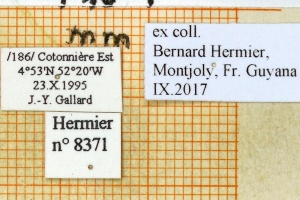 mm
/186/ Cotonnière Est
4°53'N 52°20'W
23.X.1995
J.-Y. Gallard
Hermier
n° 8371
ex coll.
Bernard Hermier,
Montjoly, Fr. Guyana
IX.2017